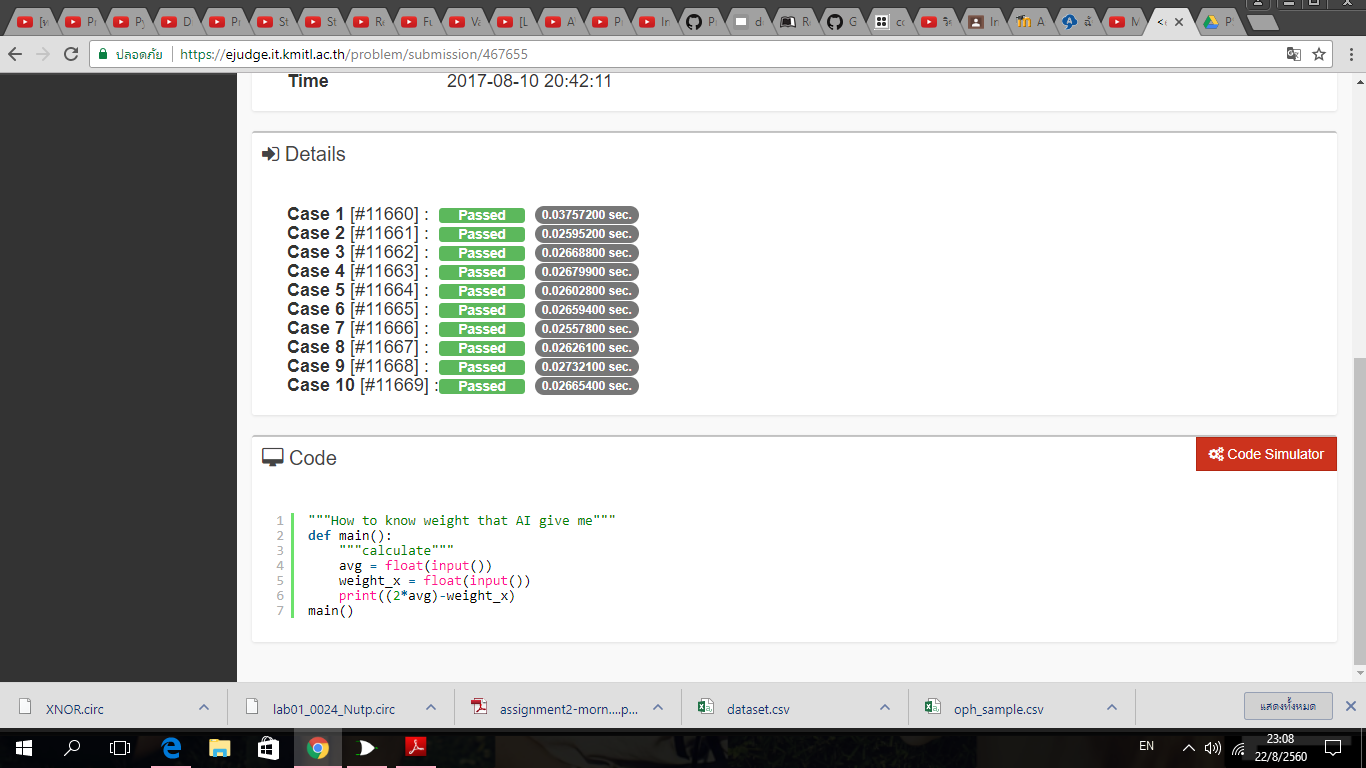 ปลอดภัย https://ejudge.it.kmitl.ac.th/problem/submission/467655
Time 2017-08-10 20:42:11
Details
Case 1 [#11660] : Passed 0.03757200 sec.
Case 2 [#11661] : Passed 0.02595200 sec.
Case 3 [#11662] : Passed 0.02668800 sec.
Case 4 [#11663] : Passed 0.02679900 sec.
Case 5 [#11664] : Passed 0.02602800 sec.
Case 6 [#11665] : Passed 0.02659400 sec.
Case 7 [#11666] : Passed 0.02557800 sec.
Case 8 [#11667] : Passed 0.02626100 sec.
Case 9 [#11668] : Passed 0.02732100 sec.
Case 10 [#11669] : Passed 0.02665400 sec.
Code
Code Simulator
1 """How to know weight that AI give me"""
2 def main():
3 """calculate"""
4 avg = float(input())
5 weight_x = float(input())
6 print((2*avg)-weight_x)
7 main()
XNOR.circ
lab01_0024_Nutp.circ
assignment2-morn....p...
dataset.csv
oph_sample.csv
แสดงทั้งหมด
EN
23:08
22/8/2560